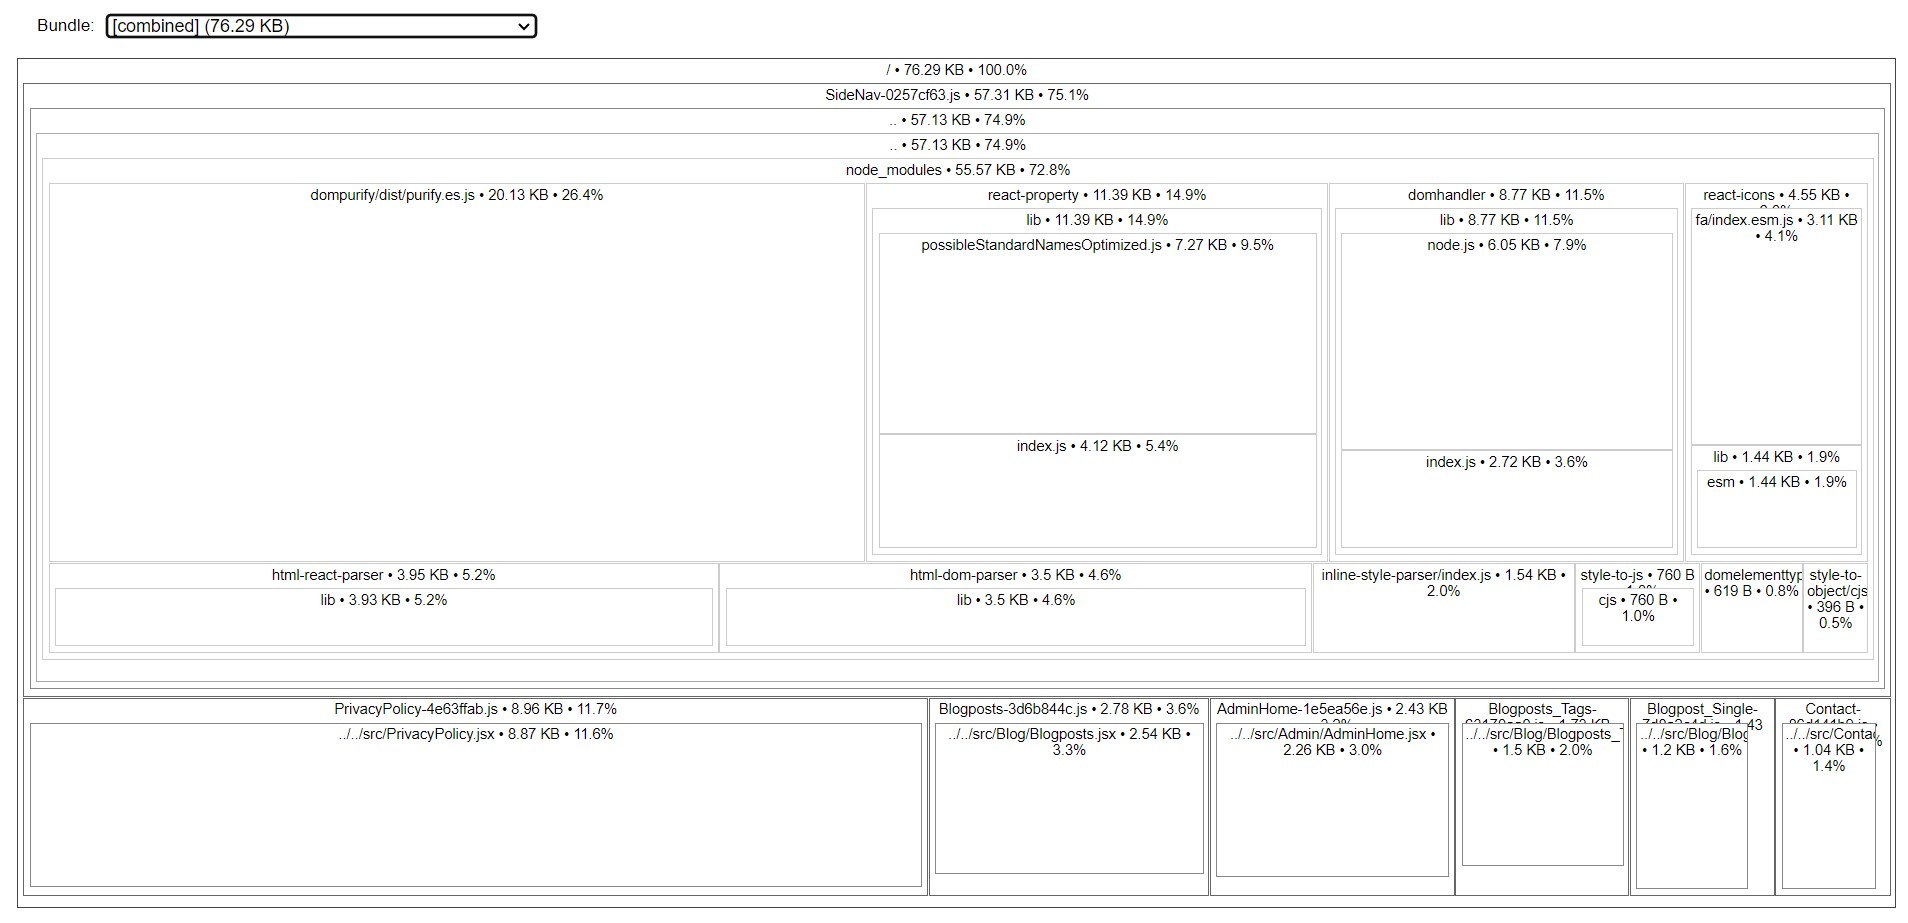 Bundle: [combined] (76.29 KB)
/ • 76.29 KB • 100.0%
SideNav-0257cf63.js • 57.31 KB • 75.1%
.. • 57.13 KB • 74.9%
.. • 57.13 KB • 74.9%
node_modules • 55.57 KB • 72.8%
dompurify/dist/purify.es.js • 20.13 KB • 26.4%
react-property • 11.39 KB • 14.9%
lib • 11.39 KB • 14.9%
possibleStandardNamesOptimized.js • 7.27 KB • 9.5%
index.js • 4.12 KB • 5.4%
domhandler • 8.77 KB • 11.5%
lib • 8.77 KB • 11.5%
node.js • 6.05 KB • 7.9%
index.js • 2.72 KB • 3.6%
react-icons • 4.55 KB •
fa/index.esm.js • 3.11 KB
• 4.1%
lib • 1.44 KB • 1.9%
esm • 1.44 KB • 1.9%
html-react-parser • 3.95 KB • 5.2%
lib • 3.93 KB • 5.2%
html-dom-parser • 3.5 KB • 4.6%
lib • 3.5 KB • 4.6%
inline-style-parser/index.js • 1.54 KB •
2.0%
style-to-js • 760 B
cjs • 760 B •
1.0%
domelementtyp
• 619 B • 0.8%
style-to-
object/cjs
• 396 B •
0.5%
PrivacyPolicy-4e63ffab.js • 8.96 KB • 11.7%
../../src/PrivacyPolicy.jsx • 8.87 KB • 11.6%
Blogposts-3d6b844c.js • 2.78 KB • 3.6%
../../src/Blog/Blogposts.jsx • 2.54 KB •
3.3%
AdminHome-1e5ea56e.js • 2.43 KB
../../src/Admin/AdminHome.jsx •
2.26 KB • 3.0%
Blogposts_Tags-
../../src/Blog/Blogposts_
• 1.5 KB • 2.0%
Blogpost_Single-
../../src/Blog/Blog
• 1.2 KB • 1.6%
Contact-
../../src/Contac
• 1.04 KB •
1.4%